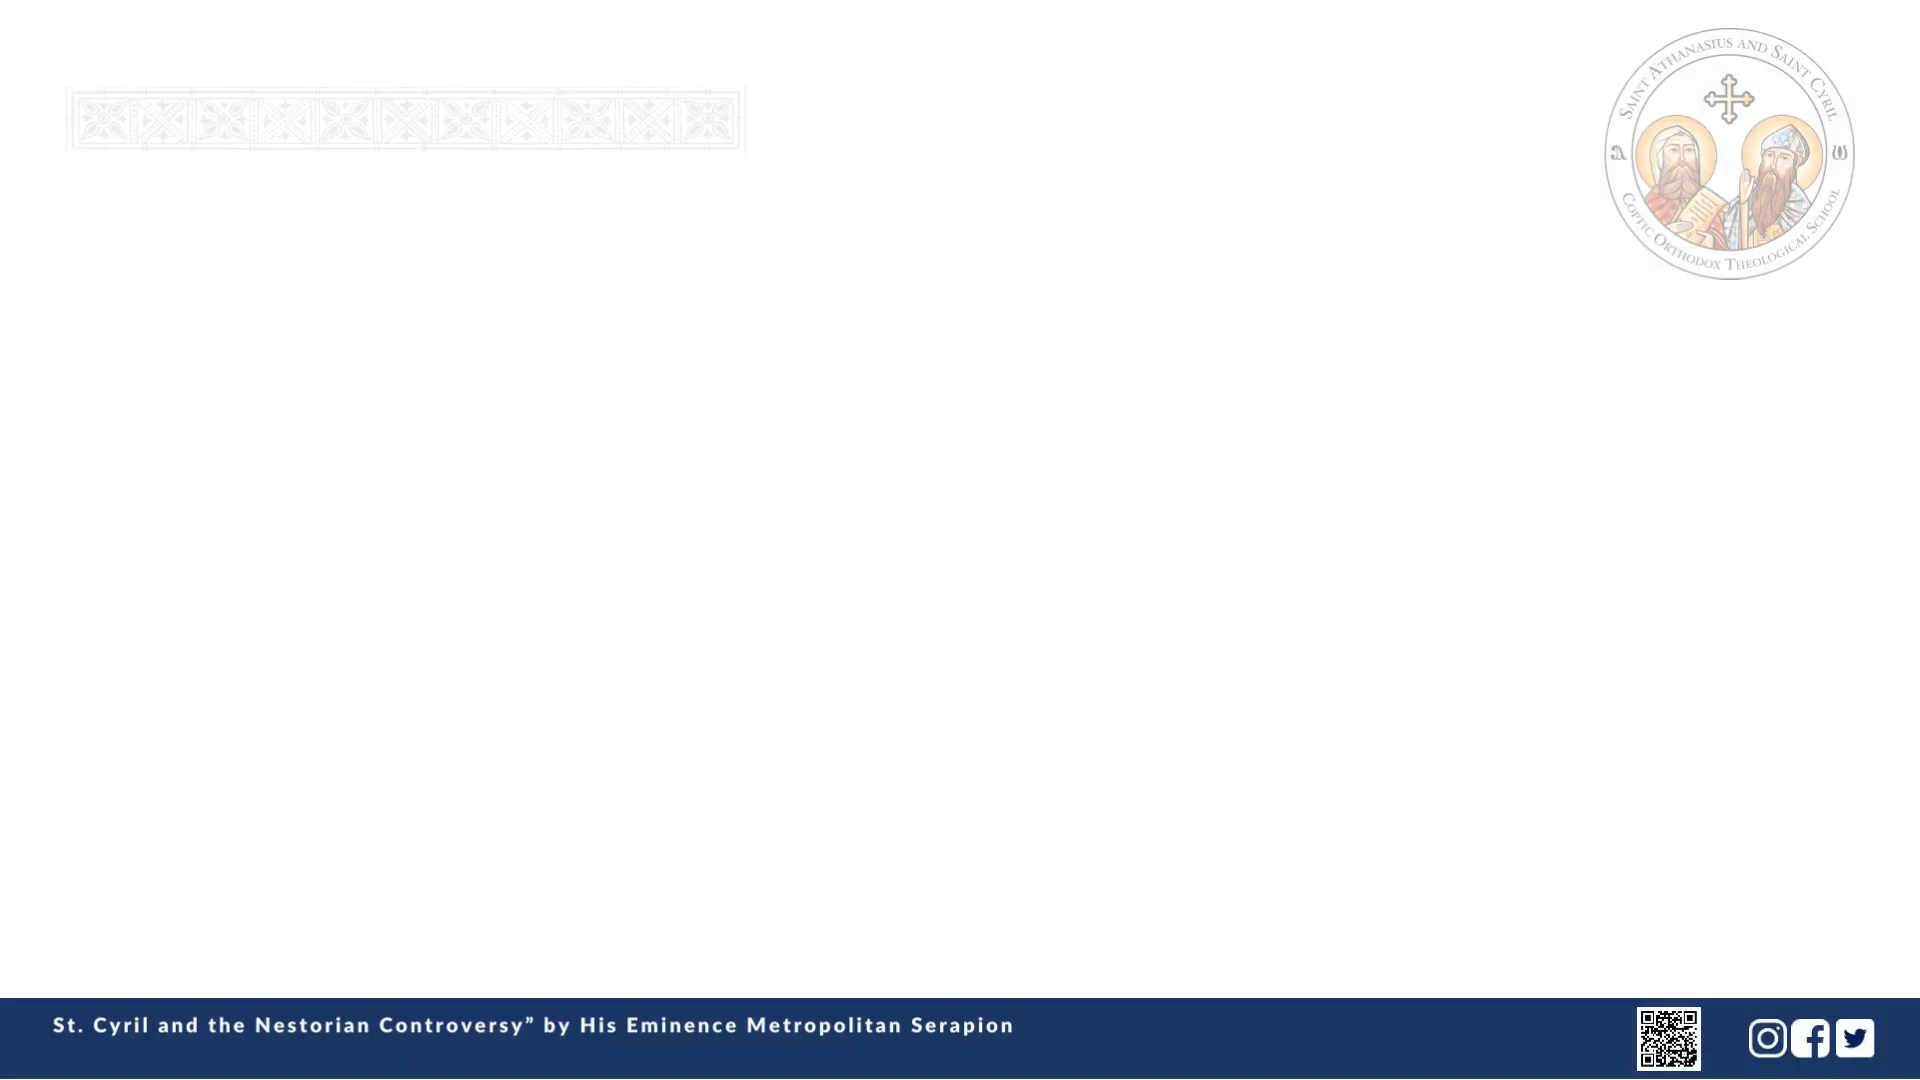 SAINT ATHANASIUS AND SAINT CYRIL
ⲁ
ⲱ
COPTIC ORTHODOX THEOLOGICAL SCHOOL
St. Cyril and the Nestorian Controversy” by His Eminence Metropolitan Serapion